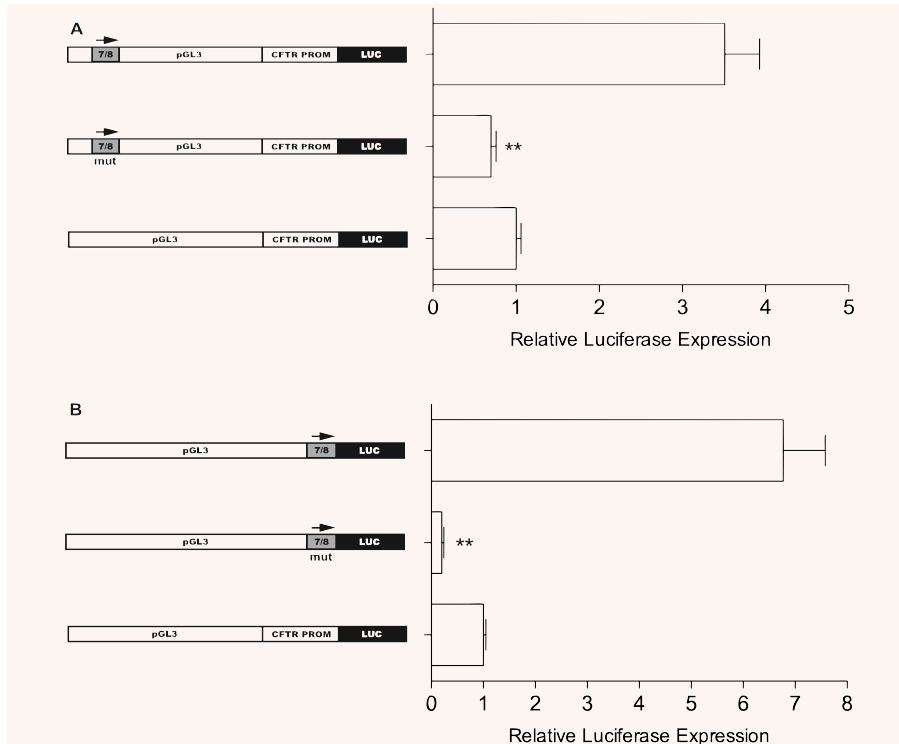 A
7/8 pGL3 CFTR PROM LUC
7/8 pGL3 CFTR PROM LUC
mut
**
pGL3 CFTR PROM LUC
0 1 2 3 4 5
Relative Luciferase Expression
B
pGL3 7/8 LUC
pGL3 7/8 LUC
mut
**
pGL3 CFTR PROM LUC
0 1 2 3 4 5 6 7 8
Relative Luciferase Expression